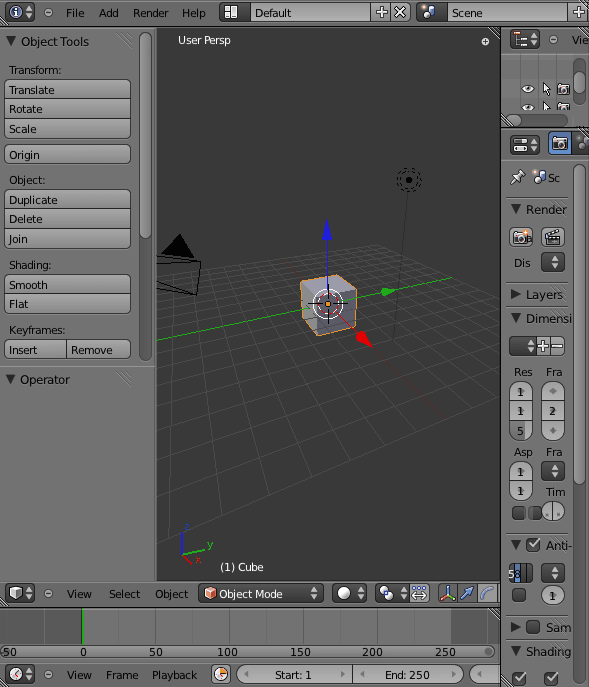 File Add Render Help Default Scene
Object Tools
Transform:
Translate
Rotate
Scale
Origin
Object:
Duplicate
Delete
Join
Shading:
Smooth
Flat
Keyframes:
Insert Remove
Operator
User Persp
z
y
x
(1) Cube
View Select Object Object Mode
-50 0 50 100 150 200 250
View Frame Playback Start: 1 End: 250
Vie
Sc
Render
Dis
Layers
Dimensi
Res Fra
1
1 2
5
Asp Fra
1
1 Tim
Anti-
58
1
Sam
Shading